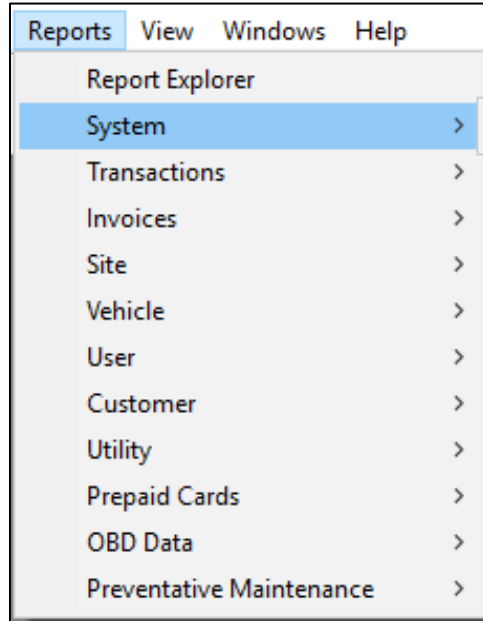 Reports View Windows Help
Report Explorer
System
Transactions
Invoices
Site
Vehicle
User
Customer
Utility
Prepaid Cards
OBD Data
Preventative Maintenance